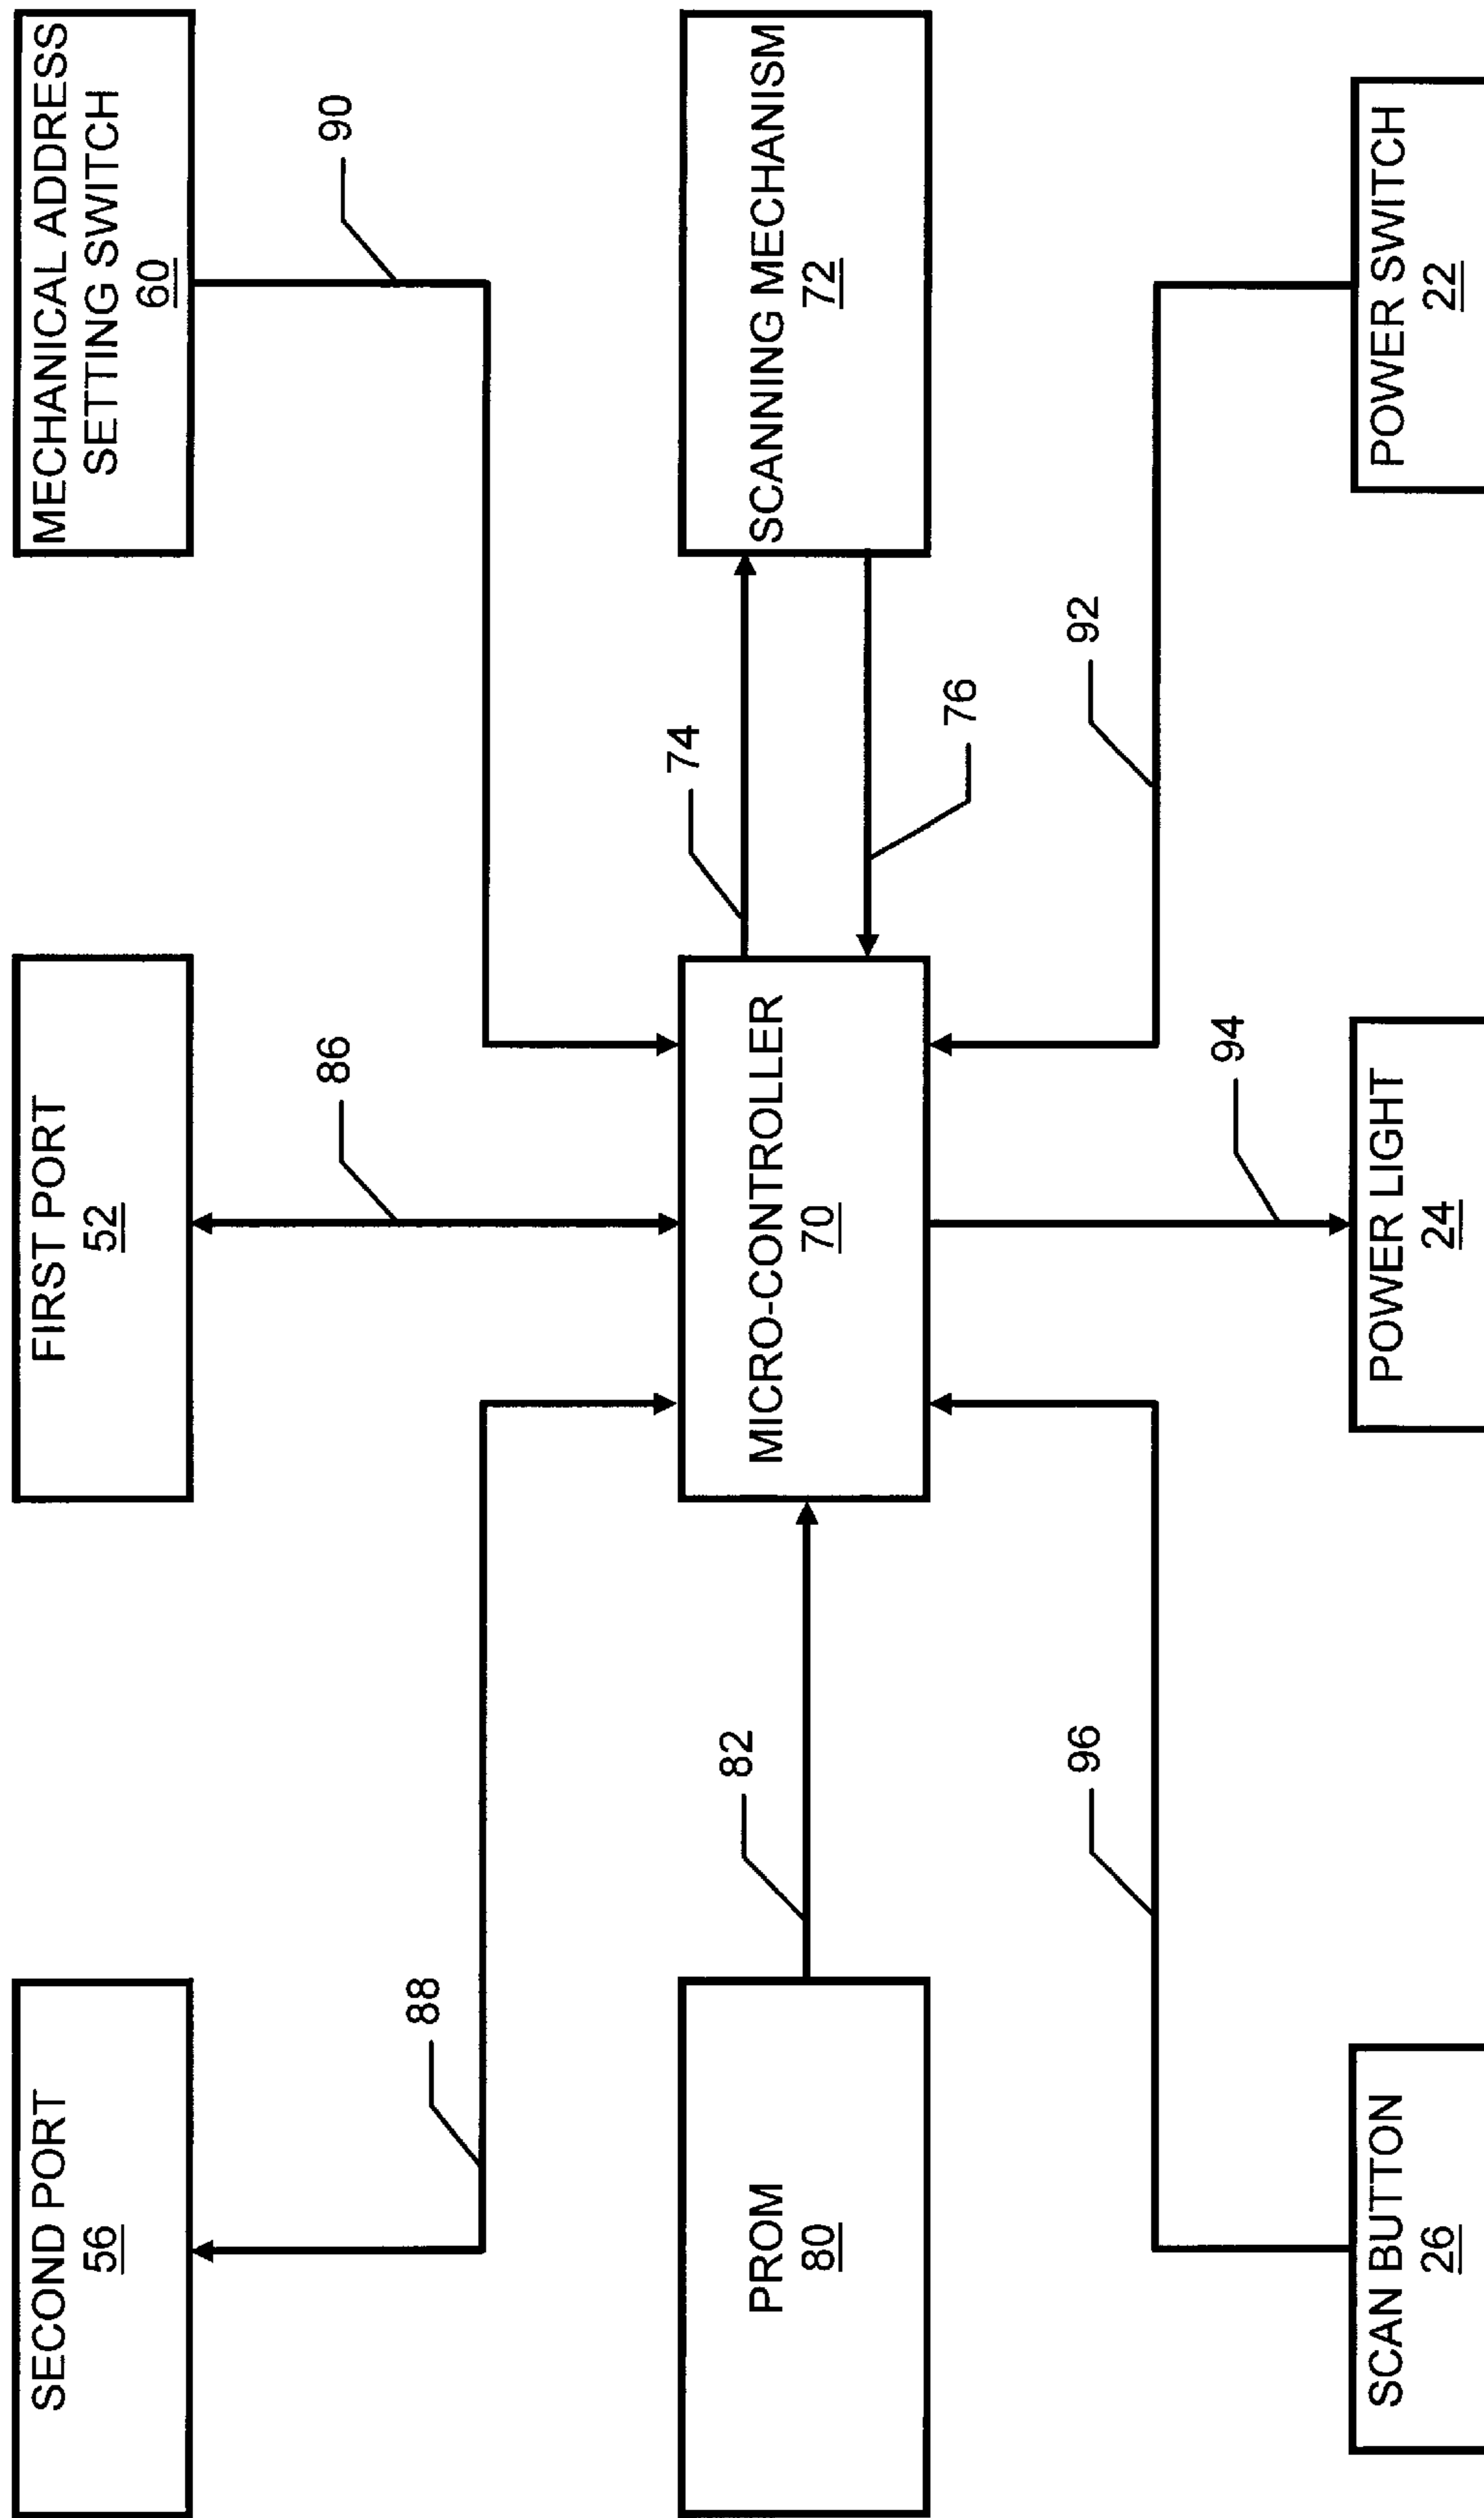 SECOND PORT
56
FIRST PORT
52
MECHANICAL ADDRESS
SETTING SWITCH
60
88
86
90
PROM
80
82
MICRO-CONTROLLER
70
74
76
SCANNING MECHANISM
72
96
94
92
SCAN BUTTON
26
POWER LIGHT
24
POWER SWITCH
22